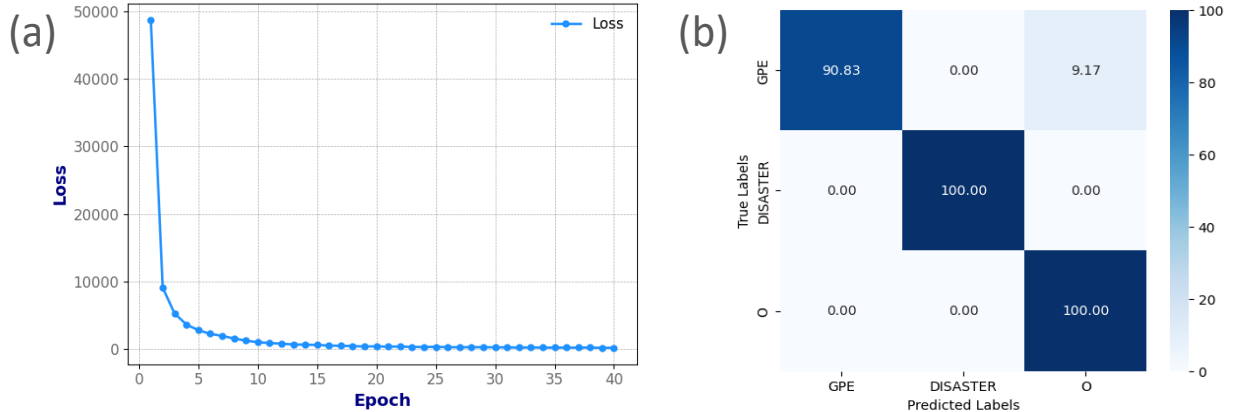 (a)
Loss
50000
40000
30000
20000
10000
0
Loss
0 5 10 15 20 25 30 35 40
Epoch
(b)
True Labels
GPE
DISASTER
O
90.83 0.00 9.17
0.00 100.00 0.00
0.00 0.00 100.00
GPE DISASTER O
Predicted Labels
100
80
60
40
20
0